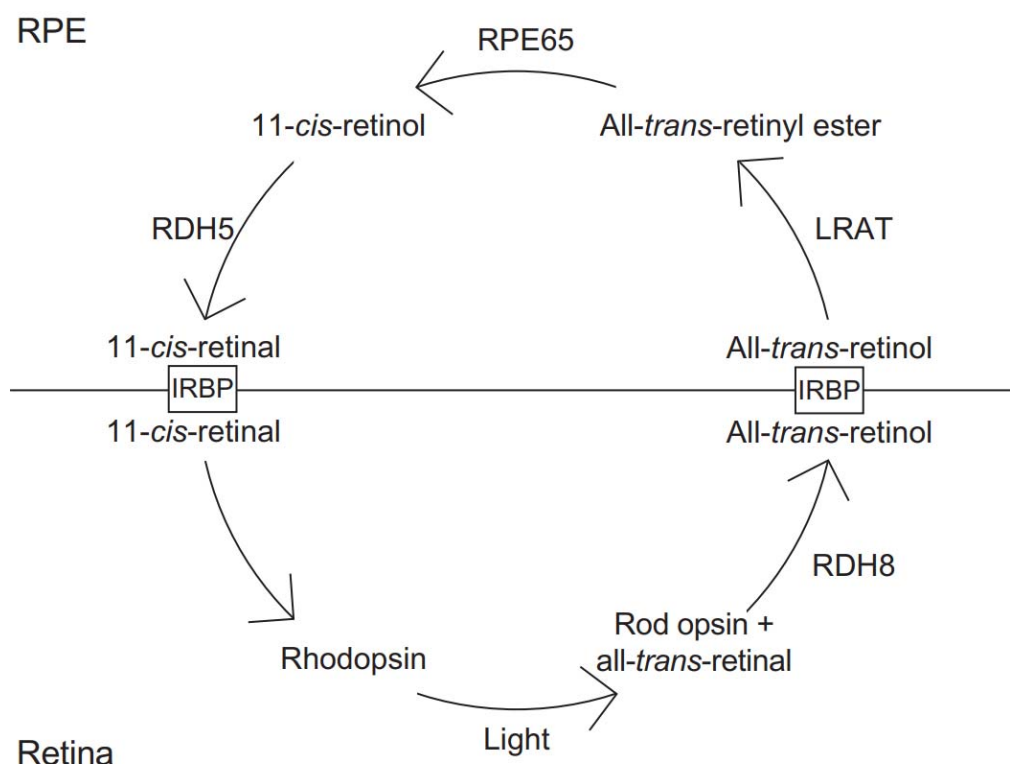 RPE
RPE65
11-cis-retinol
All-trans-retinyl ester
RDH5
LRAT
11-cis-retinal
All-trans-retinol
IRBP
IRBP
11-cis-retinal
All-trans-retinol
RDH8
Rhodopsin
Rod opsin +
all-trans-retinal
Light
Retina